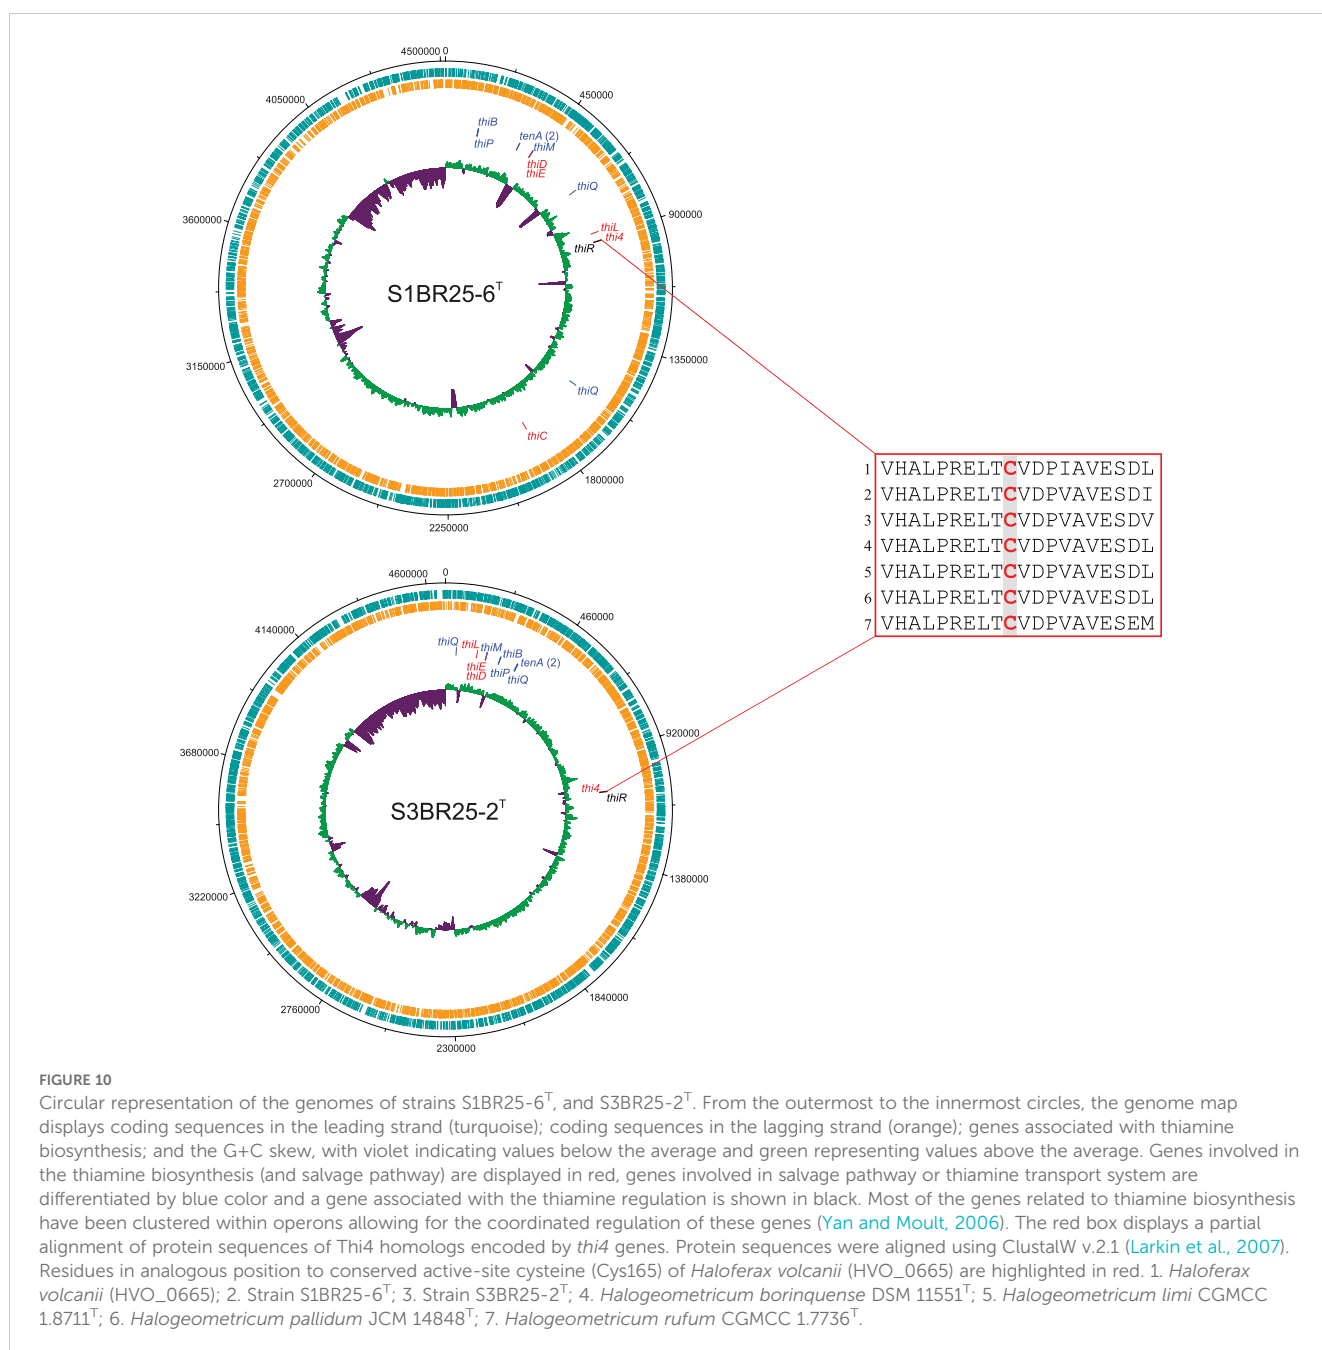 4500000 0
450000
4050000
thiB
thiP
tenA (2)
thiM
thiD
thiE
thiQ
3600000
900000
thiL
thi4
thiR
S1BR25-6T
3150000
1350000
thiQ
thiC
2700000
1800000
2250000
1 VHALPRELTCVDPIAVESDL
2 VHALPRELTCVDPVAVESDI
3 VHALPRELTCVDPVAVESDV
4 VHALPRELTCVDPVAVESDL
5 VHALPRELTCVDPVAVESDL
6 VHALPRELTCVDPVAVESDL
7 VHALPRELTCVDPVAVESEM
4600000 0
460000
4140000
thiQ thiL thiM
thiB
thiE
tenA (2)
thiD
thiP
thiQ
3680000
920000
thi4
thiR
S3BR25-2T
3220000
1380000
2760000
1840000
2300000
FIGURE 10
Circular representation of the genomes of strains S1BR25-6T, and S3BR25-2T. From the outermost to the innermost circles, the genome map
displays coding sequences in the leading strand (turquoise); coding sequences in the lagging strand (orange); genes associated with thiamine
biosynthesis; and the G+C skew, with violet indicating values below the average and green representing values above the average. Genes involved in
the thiamine biosynthesis (and salvage pathway) are displayed in red, genes involved in salvage pathway or thiamine transport system are
differentiated by blue color and a gene associated with the thiamine regulation is shown in black. Most of the genes related to thiamine biosynthesis
have been clustered within operons allowing for the coordinated regulation of these genes (Yan and Moult, 2006). The red box displays a partial
alignment of protein sequences of Thi4 homologs encoded by thi4 genes. Protein sequences were aligned using ClustalW v.2.1 (Larkin et al., 2007).
Residues in analogous position to conserved active-site cysteine (Cys165) of Haloferax volcanii (HVO_0665) are highlighted in red. 1. Haloferax
volcanii (HVO_0665); 2. Strain S1BR25-6T; 3. Strain S3BR25-2T; 4. Halogeometricum borinquense DSM 11551T; 5. Halogeometricum limi CGMCC
1.8711T; 6. Halogeometricum pallidum JCM 14848T; 7. Halogeometricum rufum CGMCC 1.7736T.